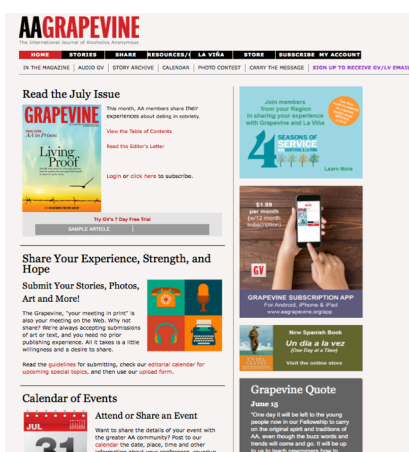 AAGRAPEVINE
The International Journal of Alcoholics Anonymous
HOME STORIES SHARE RESOURCES/ LA VIÑA STORE SUBSCRIBE MY ACCOUNT
IN THE MAGAZINE AUDIO GV STORY ARCHIVE CALENDAR PHOTO CONTEST CARRY THE MESSAGE SIGN UP TO RECEIVE GV/LV EMAI
Read the July Issue
GRAPEVINE
AA in Prison
Living Proof
This month, AA members share their
experiences about dating in sobriety.
View the Table of Contents
Read the Editor's Letter
Login or click here to subscribe.
Try GV's 7 Day Free Trial
SAMPLE ARTICLE
Share Your Experience, Strength, and
Hope
Submit Your Stories, Photos,
Art and More!
The Grapevine, "your meeting in print" is
also your meeting on the Web. Why not
share? We're always accepting submissions
of art or text, and you need no prior
publishing experience. All it takes is a little
willingness and a desire to share.
Read the guidelines for submitting, check our editorial calendar for
upcoming special topics, and then use our upload form.
Calendar of Events
JUL
31
Attend or Share an Event
Want to share the details of your event with
the greater AA community? Post to our
calendar the date, place, time and other
Join members
from your Region
in sharing your experience
with Grapevine and La Viña
4 SEASONS OF
SERVICE
Learn More
$1.99
per month
(w/12 month
subscription)
GV
GRAPEVINE SUBSCRIPTION APP
For Android, iPhone & iPad
www.aagrapevine.org/app
New Spanish Book
Un día a la vez
(One Day at a Time)
Visit the online store
Grapevine Quote
June 15
"One day it will be left to the young
people now in our Fellowship to carry
on the original spirit and traditions of
AA, even though the buzz words and
trends will come and go. It will be up
to us to teach newcomers how to